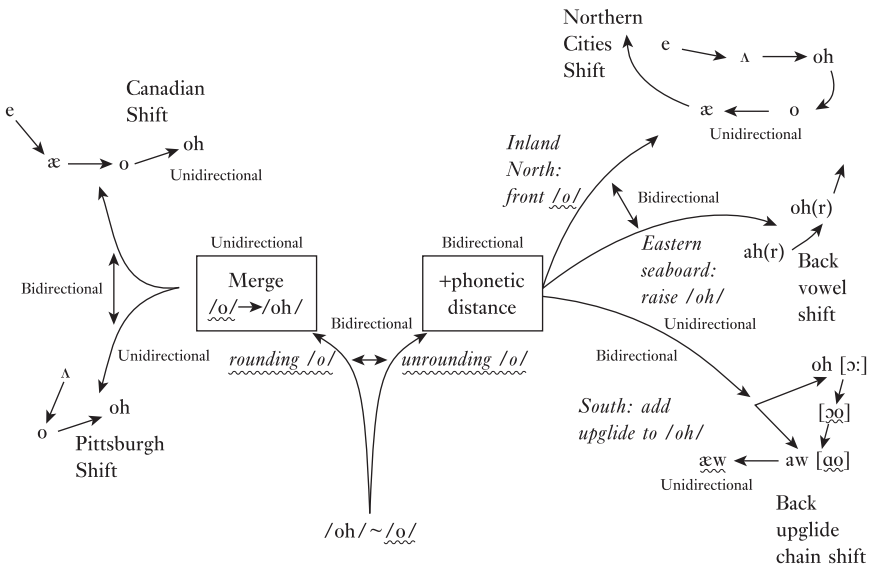 Northern
Cities
Shift
e
ʌ
oh
æ
o
Unidirectional
Canadian
Shift
e
æ
o
oh
Unidirectional
Inland
North:
front /o/
Bidirectional
oh(r)
ah(r)
Back
vowel
shift
Eastern
seaboard:
raise /oh/
Unidirectional
Merge
/o/→/oh/
Bidirectional
+phonetic
distance
Bidirectional
Bidirectional
rounding /o/
unrounding /o/
Unidirectional
Unidirectional
Bidirectional
ʌ
o
oh
Pittsburgh
Shift
South: add
upglide to /oh/
oh [ɔ:]
[ɔo]
æw
aw [ɑo]
Unidirectional
Back
upglide
chain shift
/oh/~/o/